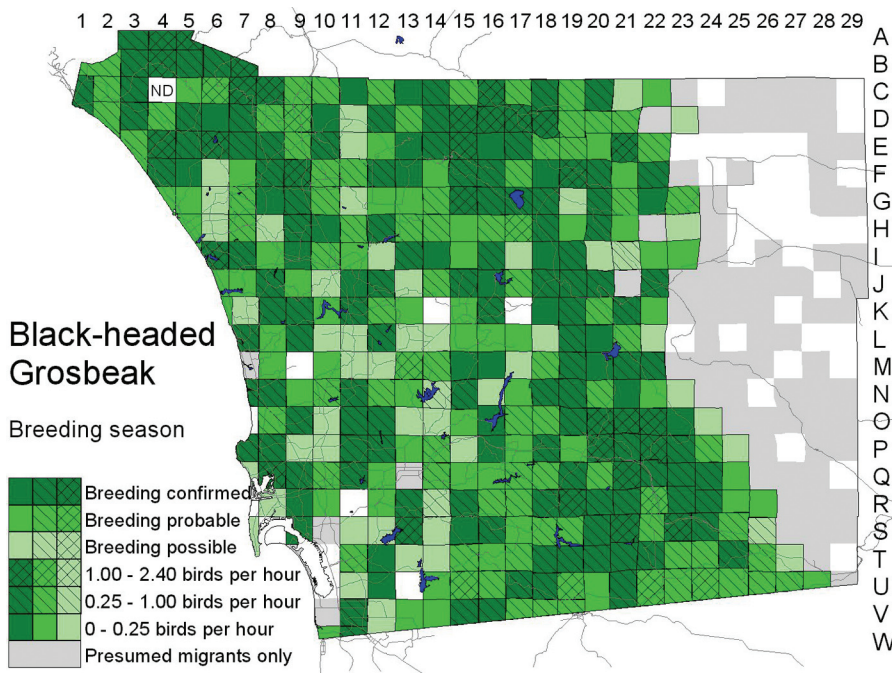 1 2 3 4 5 6 7 8 9 10 11 12 13 14 15 16 17 18 19 20 21 22 23 24 25 26 27 28 29
A
B
C
D
E
F
G
H
I
J
K
L
M
N
O
P
Q
R
S
T
U
V
W
ND
Black-headed
Grosbeak
Breeding season
Breeding confirmed
Breeding probable
Breeding possible
1.00 - 2.40 birds per hour
0.25 - 1.00 birds per hour
0 - 0.25 birds per hour
Presumed migrants only